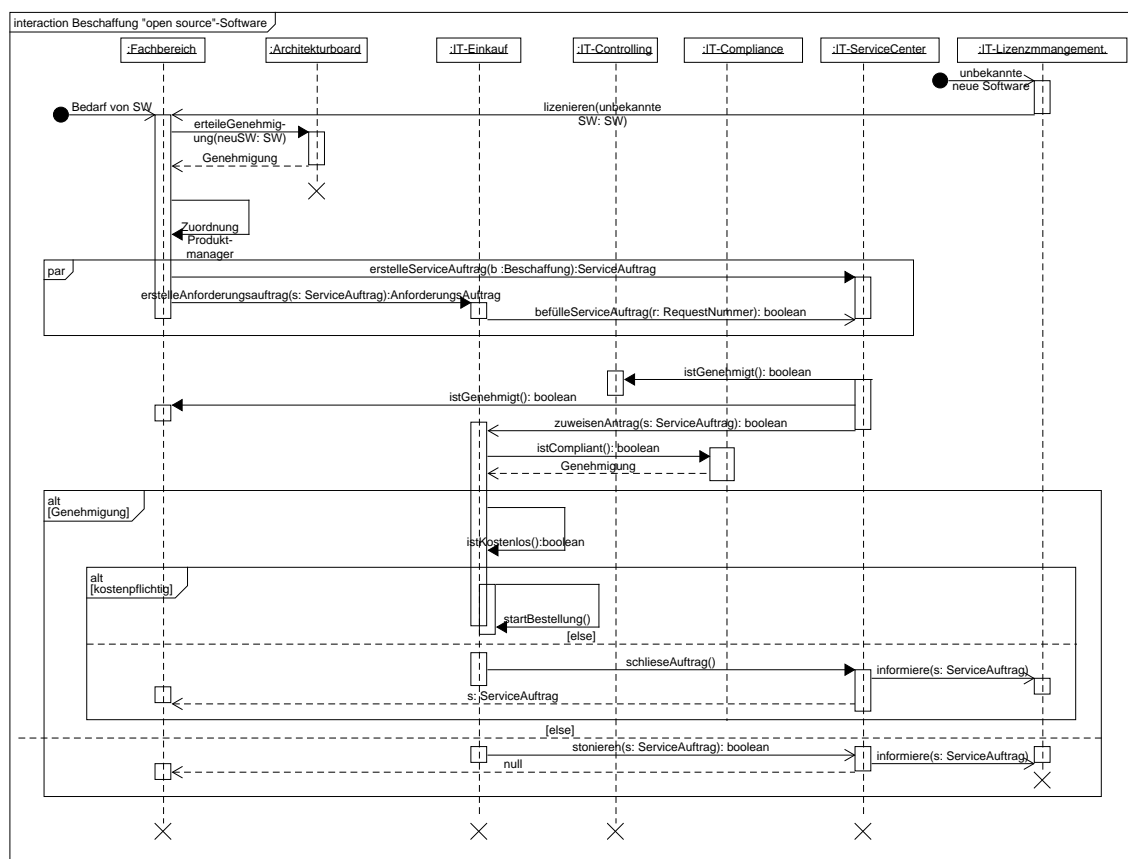 interaction Beschaffung "open source"-Software
:Fachbereich
:Architekturboard
:IT-Einkauf
:IT-Controlling
:IT-Compliance
:IT-ServiceCenter
:IT-Lizenzmmangement.
unbekannte
neue Software
Bedarf von SW
lizenieren(unbekannte
SW: SW)
erteileGenehmig-
ung(neuSW: SW)
Genehmigung
Zuordnung
Produkt-
manager
par
erstelleServiceAuftrag(b :Beschaffung):ServiceAuftrag
erstelleAnforderungsauftrag(s: ServiceAuftrag):AnforderungsAuftrag
befülleServiceAuftrag(r: RequestNummer): boolean
istGenehmigt(): boolean
istGenehmigt(): boolean
zuweisenAntrag(s: ServiceAuftrag): boolean
istCompliant(): boolean
Genehmigung
alt
[Genehmigung]
istKostenlos():boolean
alt
[kostenpflichtig]
startBestellung()
[else]
schlieseAuftrag()
informiere(s: ServiceAuftrag)
s: ServiceAuftrag
[else]
stonieren(s: ServiceAuftrag): boolean
informiere(s: ServiceAuftrag)
null